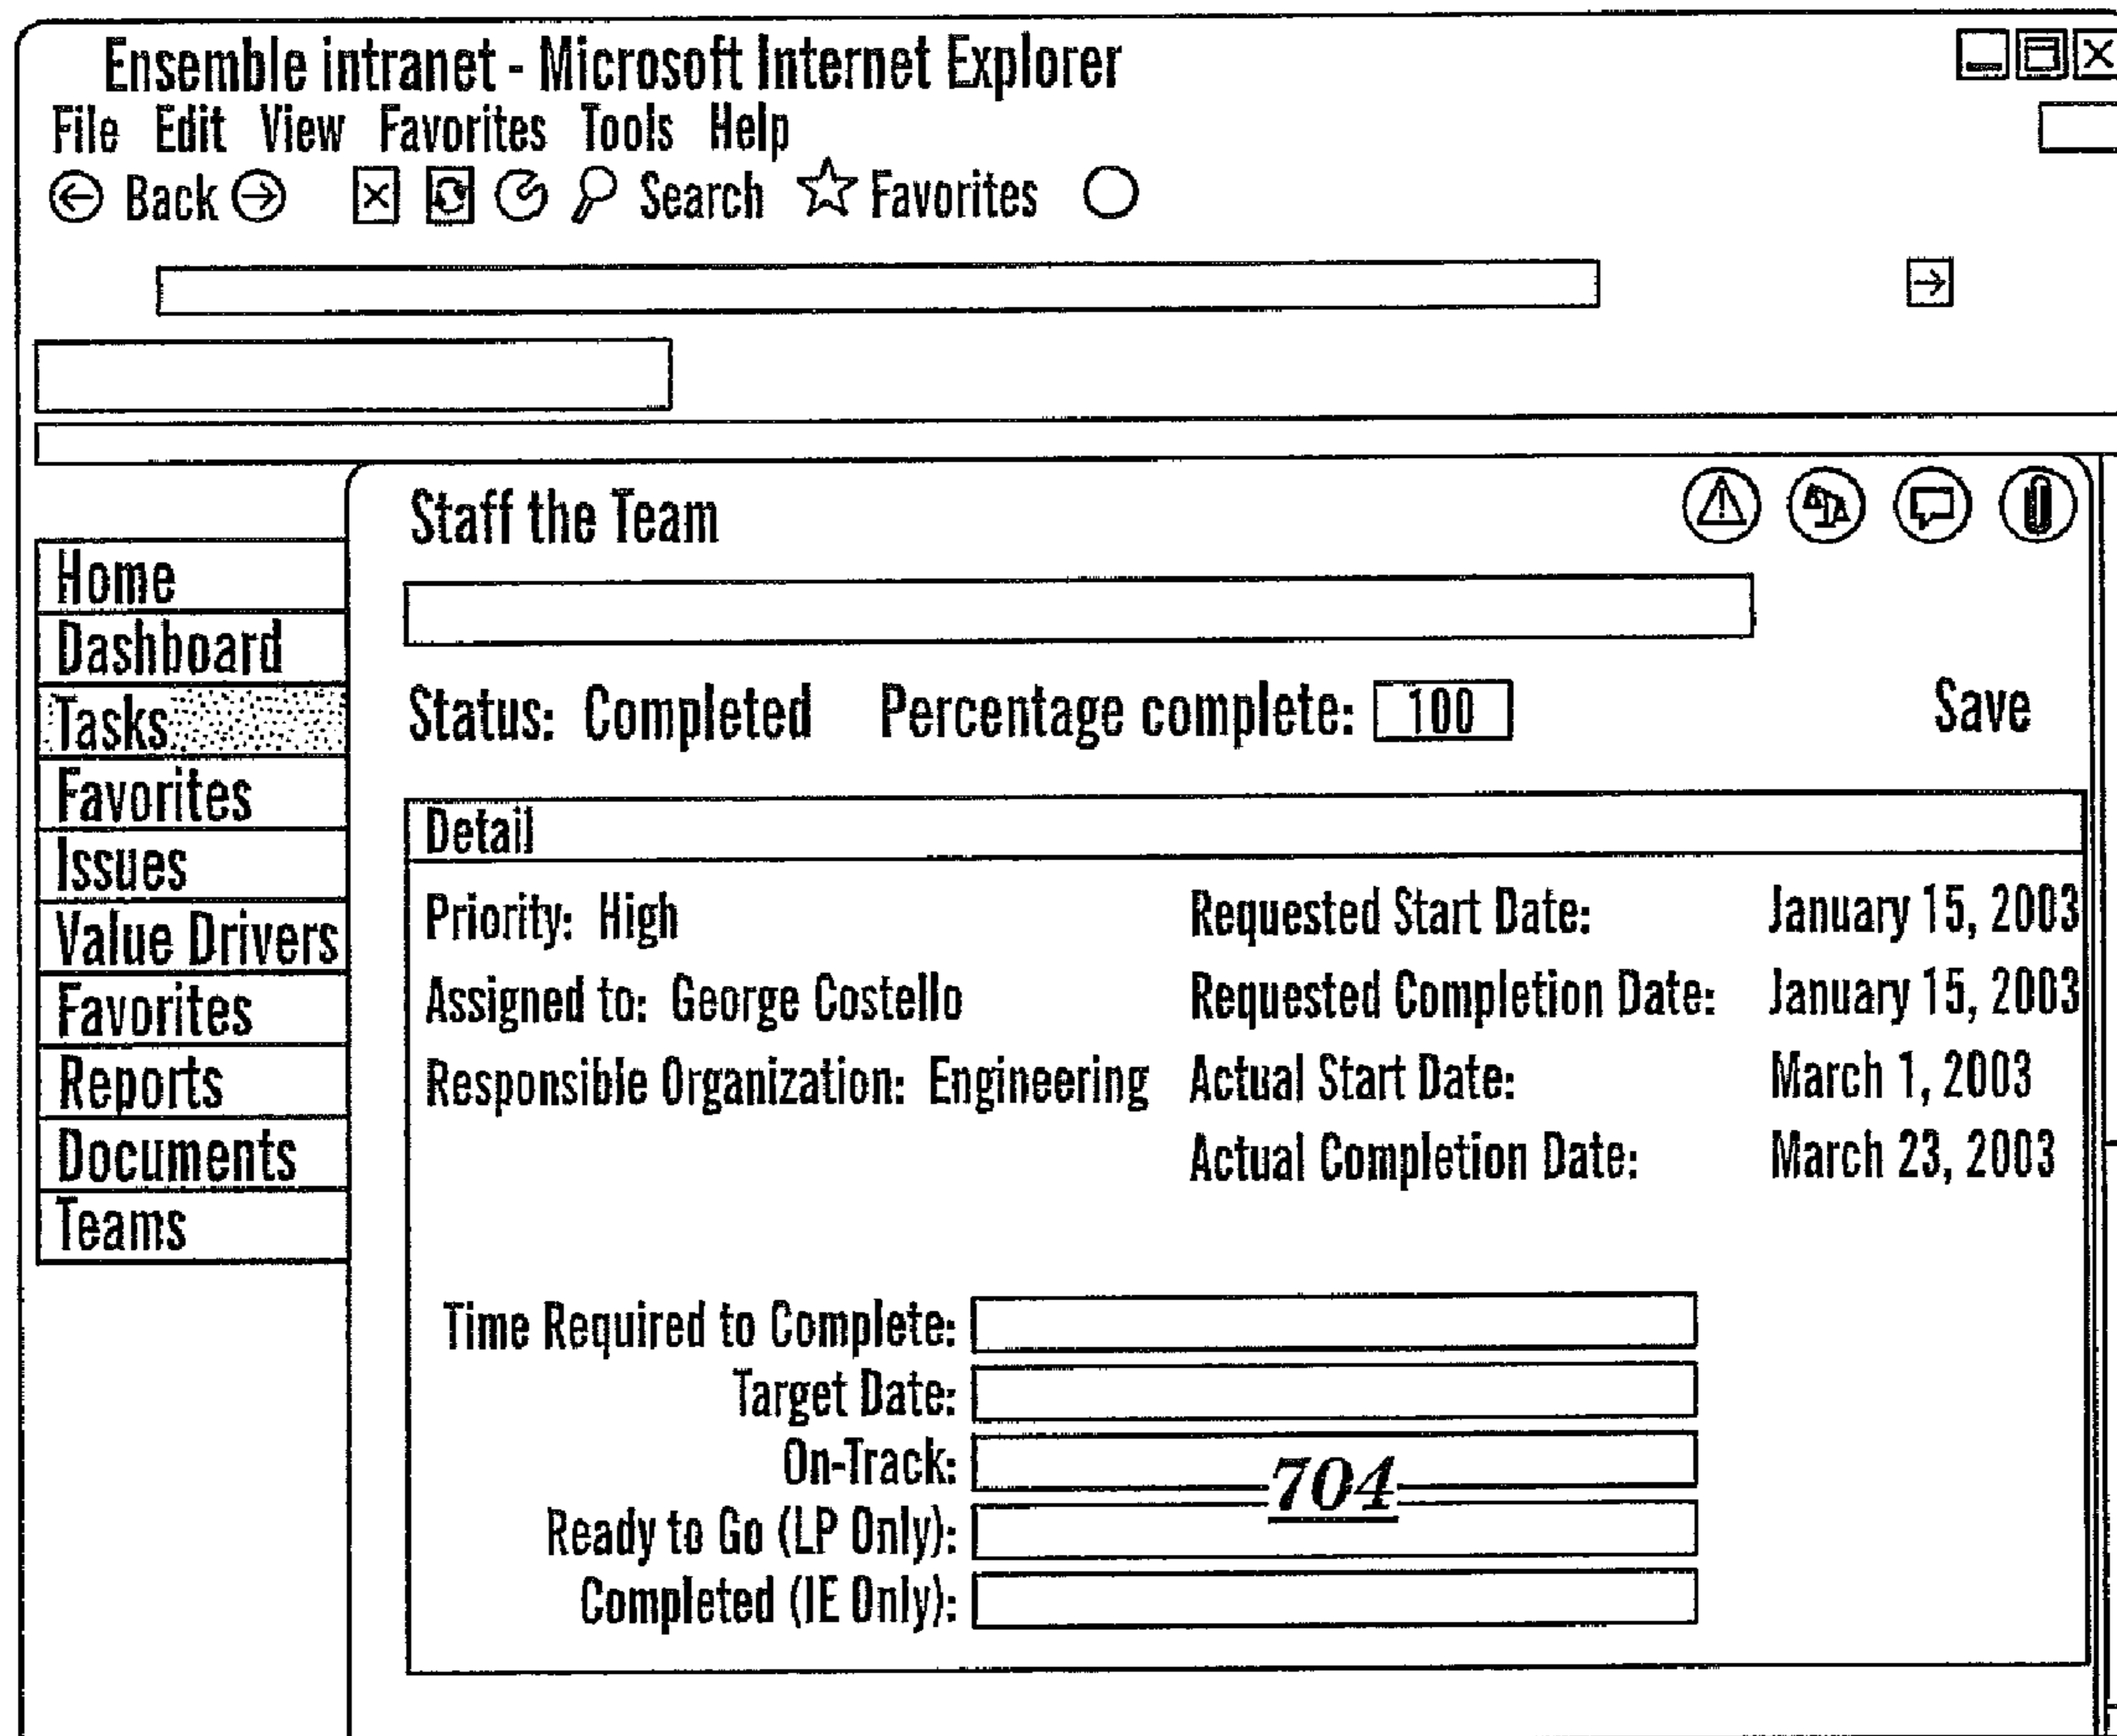 Ensemble intranet - Microsoft Internet Explorer
File Edit View Favorites Tools Help
Back Search Favorites
Staff the Team
Home
Dashboard
Tasks
Favorites
Issues
Value Drivers
Favorites
Reports
Documents
Teams
Status: Completed Percentage complete: 100 Save
Detail
Priority: High Requested Start Date: January 15, 2003
Assigned to: George Costello Requested Completion Date: January 15, 2003
Responsible Organization: Engineering Actual Start Date: March 1, 2003
Actual Completion Date: March 23, 2003
Time Required to Complete:
Target Date:
On-Track:
704
Ready to Go (LP Only):
Completed (IE Only):